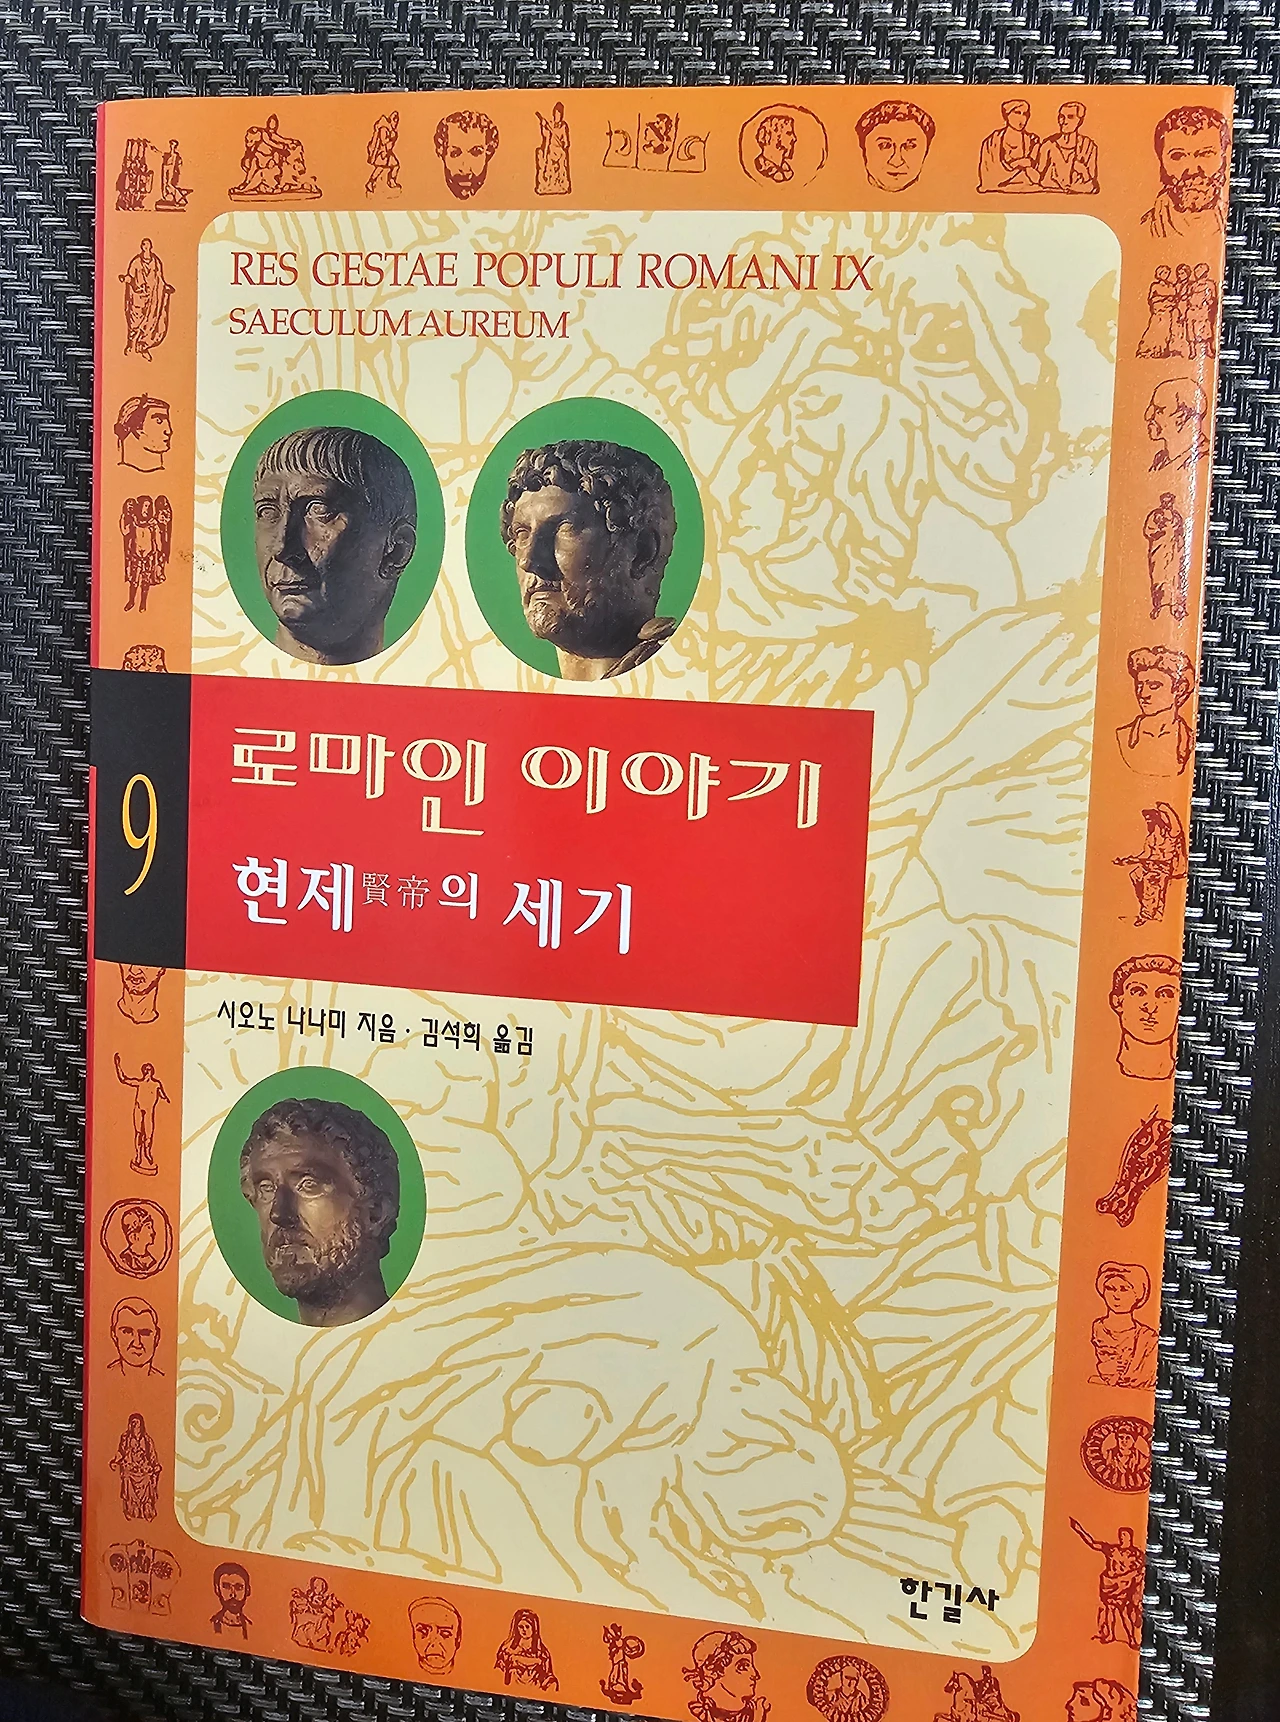 RES GESTAE POPULI ROMANI IX
SAECULUM AUREUM
9
로마인 이야기
현제賢帝의 세기
시오노 나나미 지음 · 김석희 옮김
한길사